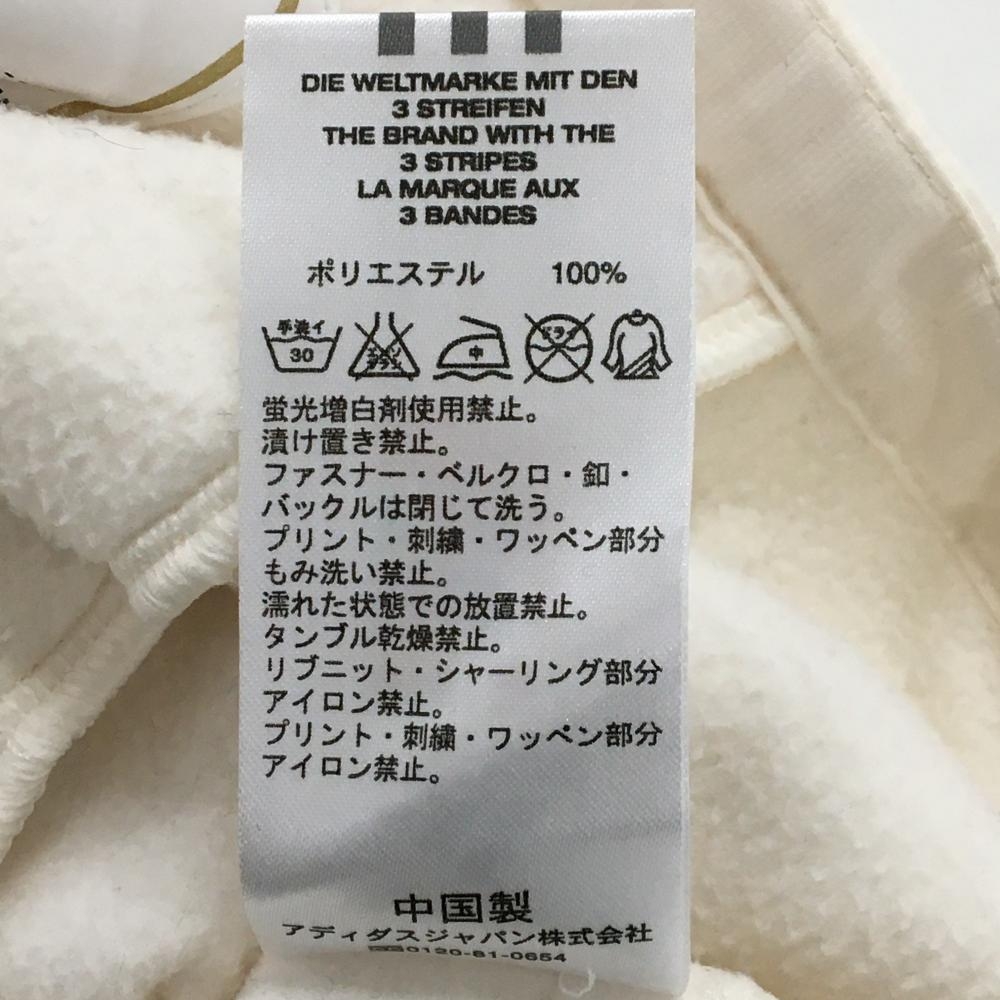 DIE WELTMARKE MIT DEN
3 STREIFEN
THE BRAND WITH THE
3 STRIPES
LA MARQUE AUX
3 BANDES
ポリエステル 100%
手洗イ
30
中
ドライ
蛍光増白剤使用禁止。
漬け置き禁止。
ファスナー・ベルクロ・釦・
バックルは閉じて洗う。
プリント・刺繍・ワッペン部分
もみ洗い禁止。
濡れた状態での放置禁止。
タンブル乾燥禁止。
リブニット・シャーリング部分
アイロン禁止。
プリント・刺繍・ワッペン部分
アイロン禁止。
中国製
アディダスジャパン株式会社
0120-81-0654